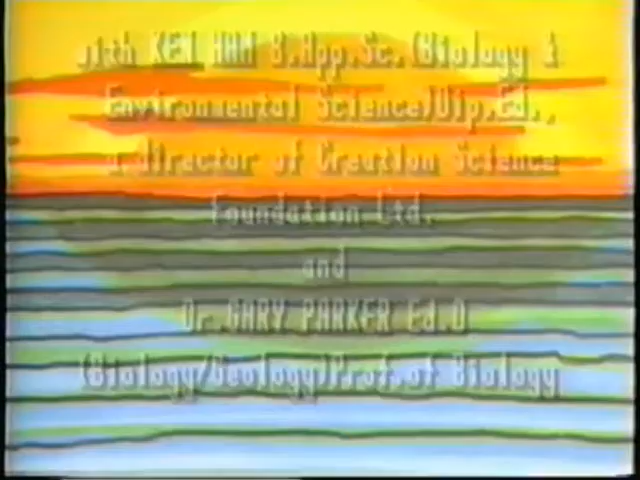 with KEN HAM B.App.Sc.(Biology &
Environmental Science)Dip.Ed.,
a director of Creation Science
Foundation Ltd.
and
Dr.GARY PARKER Ed.D
(Biology/Geology)Prof.of Biology